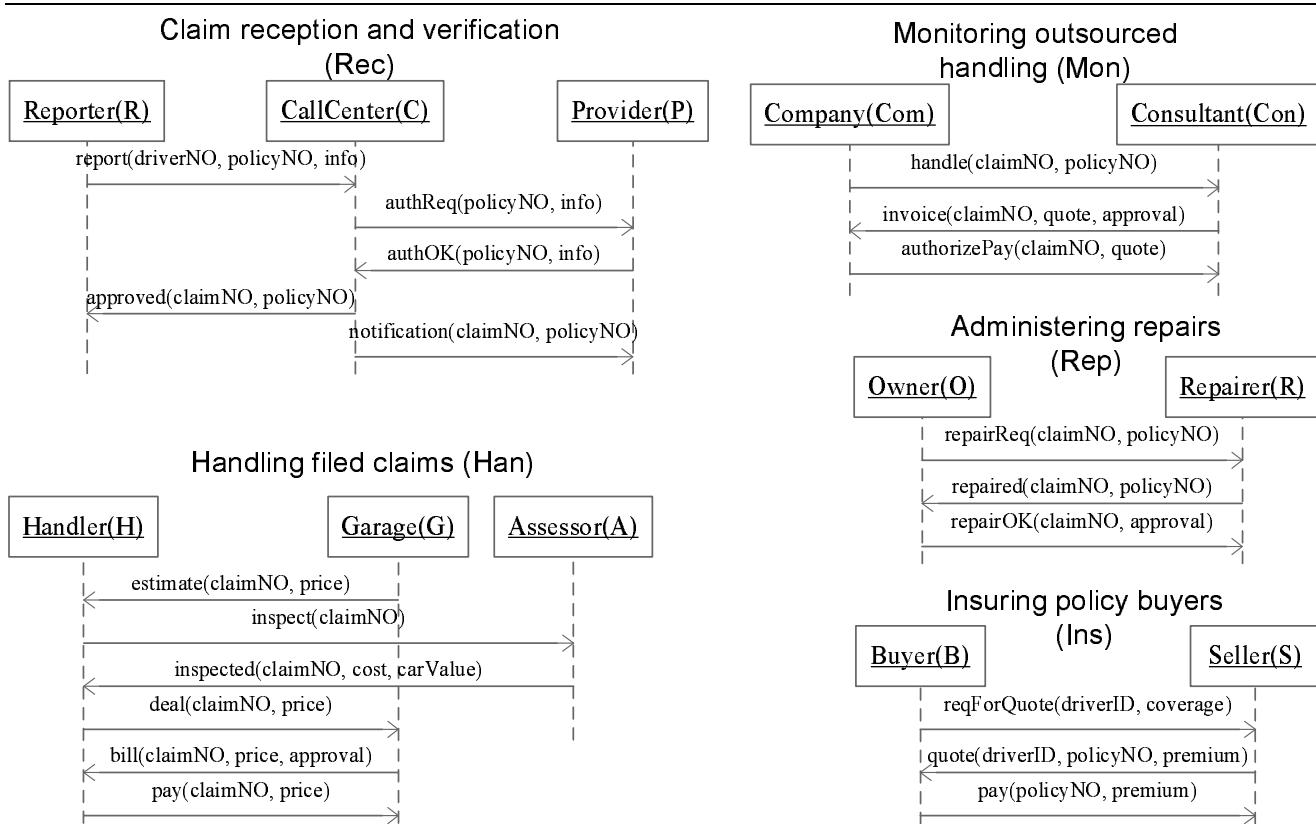 Claim reception and verification
(Rec)
Reporter(R)
CallCenter(C)
Provider(P)
report(driverNO, policyNO, info)
authReq(policyNO, info)
authOK(policyNO, info)
approved(claimNO, policyNO)
notification(claimNO, policyNO)
Handling filed claims (Han)
Handler(H)
Garage(G)
Assessor(A)
estimate(claimNO, price)
inspect(claimNO)
inspected(claimNO, cost, carValue)
deal(claimNO, price)
bill(claimNO, price, approval)
pay(claimNO, price)
Monitoring outsourced
handling (Mon)
Company(Com)
Consultant(Con)
handle(claimNO, policyNO)
invoice(claimNO, quote, approval)
authorizePay(claimNO, quote)
Administering repairs
(Rep)
Owner(O)
Repairer(R)
repairReq(claimNO, policyNO)
repaired(claimNO, policyNO)
repairOK(claimNO, approval)
Insuring policy buyers
(Ins)
Buyer(B)
Seller(S)
reqForQuote(driverID, coverage)
quote(driverID, policyNO, premium)
pay(policyNO, premium)